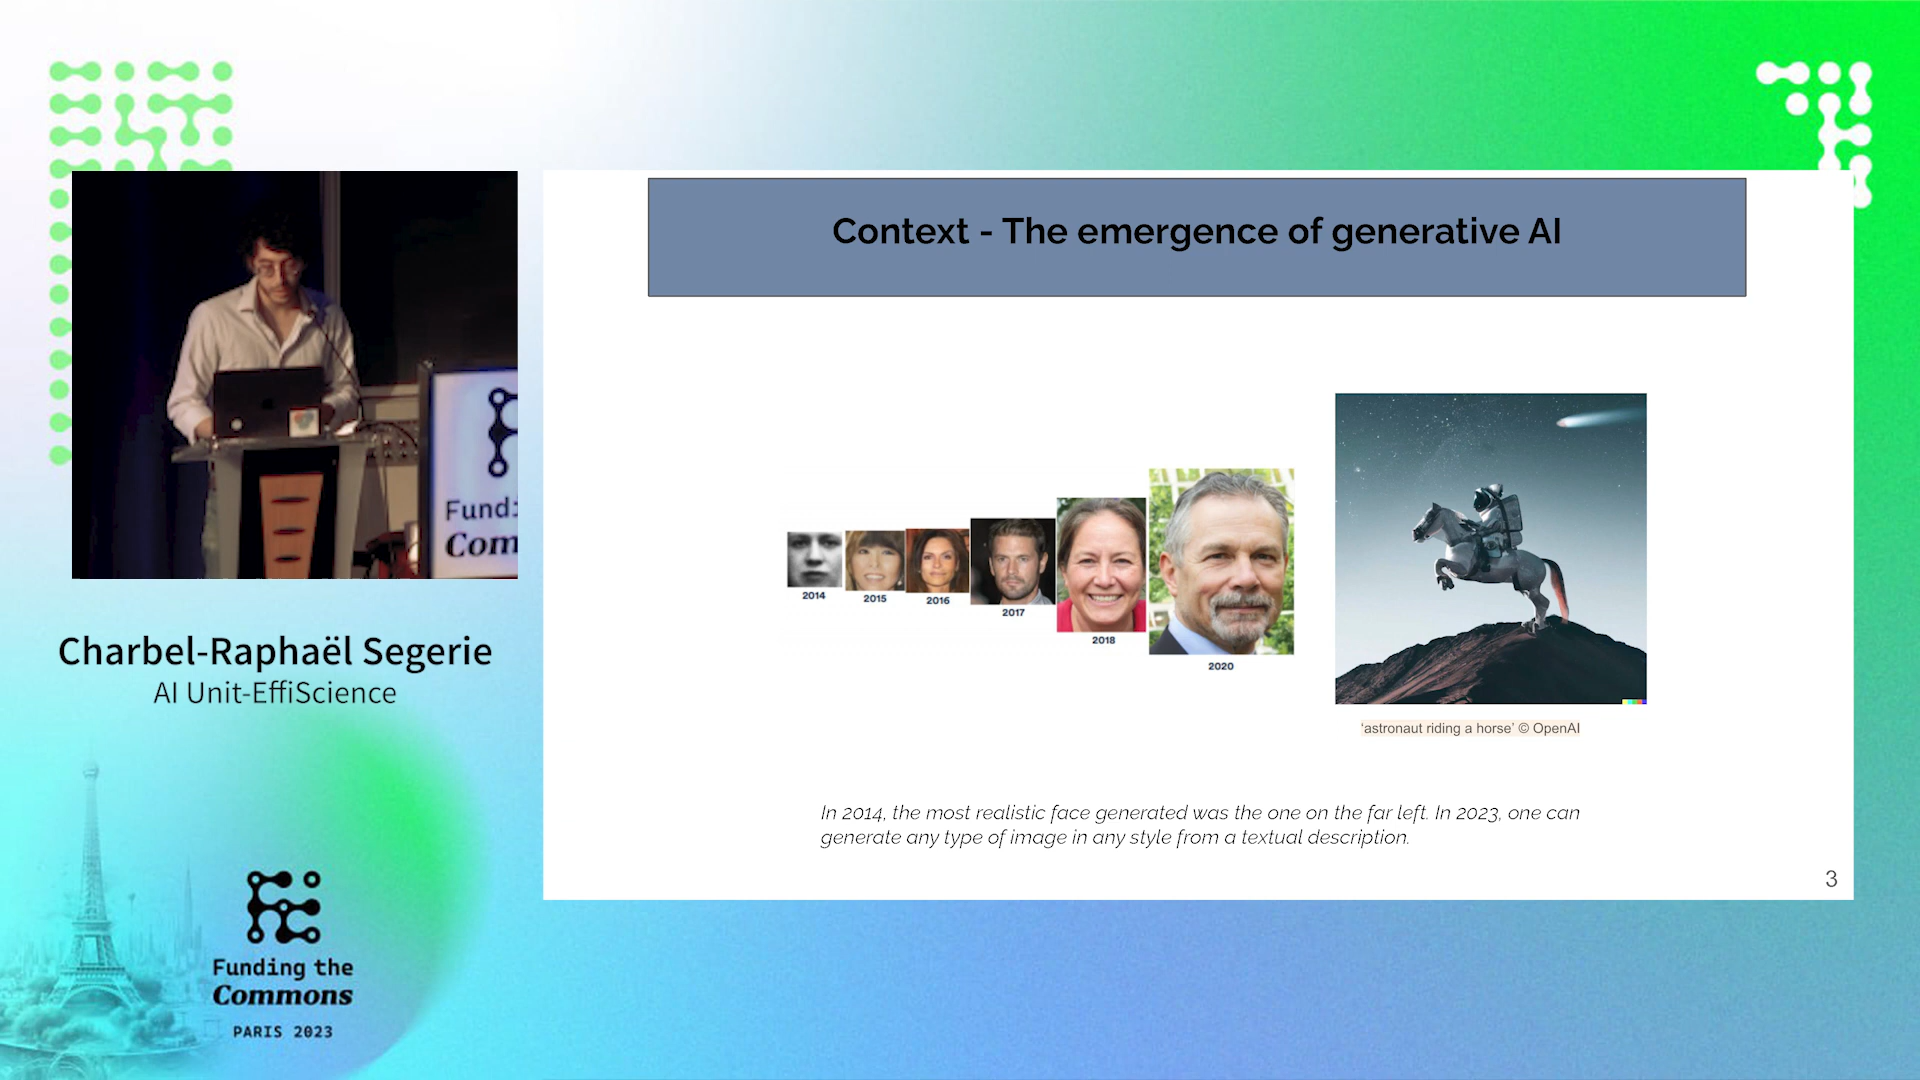 Context - The emergence of generative AI
2014
2015
2016
2017
2018
2020
'astronaut riding a horse' © OpenAI
In 2014, the most realistic face generated was the one on the far left. In 2023, one can
generate any type of image in any style from a textual description.
3
Fund
Com
Charbel-Raphaël Segerie
AI Unit-EffiScience
Funding the
Commons
PARIS 2023